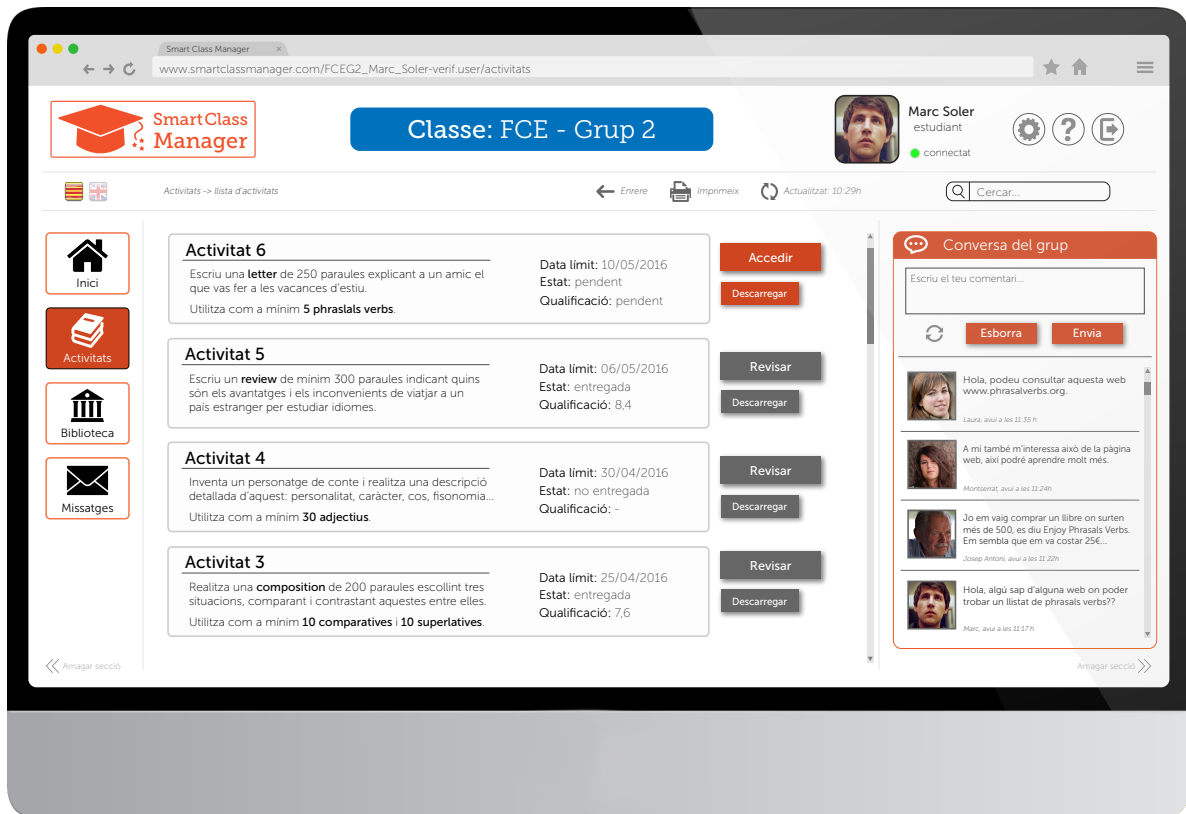 Smart Class Manager ×
www.smartclassmanager.com/FCEG2_Marc_Soler-verif.user/activitats
SmartClass
Manager
Classe: FCE - Grup 2
Marc Soler
estudiant
connectat
?
Activitats -> llista d'activitats
Enrere
Imprimeix
Actualitzat: 10:29h
Cercar...
Inici
Activitats
Biblioteca
Missatges
Amagar secció
Activitat 6
Escriu una letter de 250 paraules explicant a un amic el
que vas fer a les vacances d'estiu.
Utilitza com a mínim 5 phraslals verbs.
Data límit: 10/05/2016
Estat: pendent
Qualificació: pendent
Accedir
Descarregar
Activitat 5
Escriu un review de mínim 300 paraules indicant quins
són els avantatges i els inconvenients de viatjar a un
país estranger per estudiar idiomes.
Data límit: 06/05/2016
Estat: entregada
Qualificació: 8,4
Revisar
Descarregar
Activitat 4
Inventa un personatge de conte i realitza una descripció
detallada d'aquest: personalitat, caràcter, cos, fisonomia...
Utilitza com a mínim 30 adjectius.
Data límit: 30/04/2016
Estat: no entregada
Qualificació: -
Revisar
Descarregar
Activitat 3
Realitza una composition de 200 paraules escollint tres
situacions, comparant i contrastant aquestes entre elles.
Utilitza com a mínim 10 comparatives i 10 superlatives.
Data límit: 25/04/2016
Estat: entregada
Qualificació: 7,6
Revisar
Descarregar
Conversa del grup
Escriu el teu comentari...
Esborra
Envia
Hola, podeu consultar aquesta web
www.phrasalverbs.org.
Laura, avui a les 11:35 h
A mi també m'interessa això de la pàgina
web, així podré aprendre molt més.
Montserrat, avui a les 11:24h
Jo em vaig comprar un llibre on surten
més de 500, es diu Enjoy Phrasals Verbs.
Em sembla que em va costar 25€...
Josep Antoni, avui a les 11:22h
Hola, algú sap d'alguna web on poder
trobar un llistat de phrasals verbs??
Marc, avui a les 11:17 h
Amagar secció